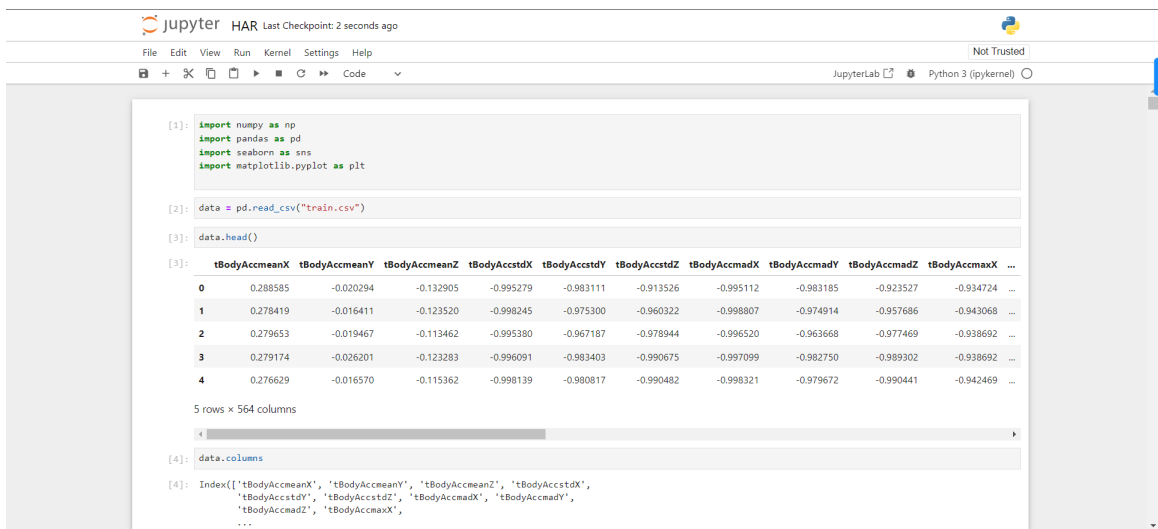 jupyter HAR Last Checkpoint: 2 seconds ago
File Edit View Run Kernel Settings Help Not Trusted
Code JupyterLab Python 3 (ipykernel)
[1]: import numpy as np
import pandas as pd
import seaborn as sns
import matplotlib.pyplot as plt
[2]: data = pd.read_csv("train.csv")
[3]: data.head()
[3]: tBodyAccmeanX tBodyAccmeanY tBodyAccmeanZ tBodyAccstdX tBodyAccstdY tBodyAccstdZ tBodyAccmadX tBodyAccmadY tBodyAccmadZ tBodyAccmaxX ...
0 0.288585 -0.020294 -0.132905 -0.995279 -0.983111 -0.913526 -0.995112 -0.983185 -0.923527 -0.934724 ...
1 0.278419 -0.016411 -0.123520 -0.998245 -0.975300 -0.960322 -0.998807 -0.974914 -0.957686 -0.943068 ...
2 0.279653 -0.019467 -0.113462 -0.995380 -0.967187 -0.978944 -0.996520 -0.963668 -0.977469 -0.938692 ...
3 0.279174 -0.026201 -0.123283 -0.996091 -0.983403 -0.990675 -0.997099 -0.982750 -0.989302 -0.938692 ...
4 0.276629 -0.016570 -0.115362 -0.998139 -0.980817 -0.990482 -0.998321 -0.979672 -0.990441 -0.942469 ...
5 rows × 564 columns
[4]: data.columns
[4]: Index(['tBodyAccmeanX', 'tBodyAccmeanY', 'tBodyAccmeanZ', 'tBodyAccstdX',
'tBodyAccstdY', 'tBodyAccstdZ', 'tBodyAccmadX', 'tBodyAccmadY',
'tBodyAccmadZ', 'tBodyAccmaxX',
...